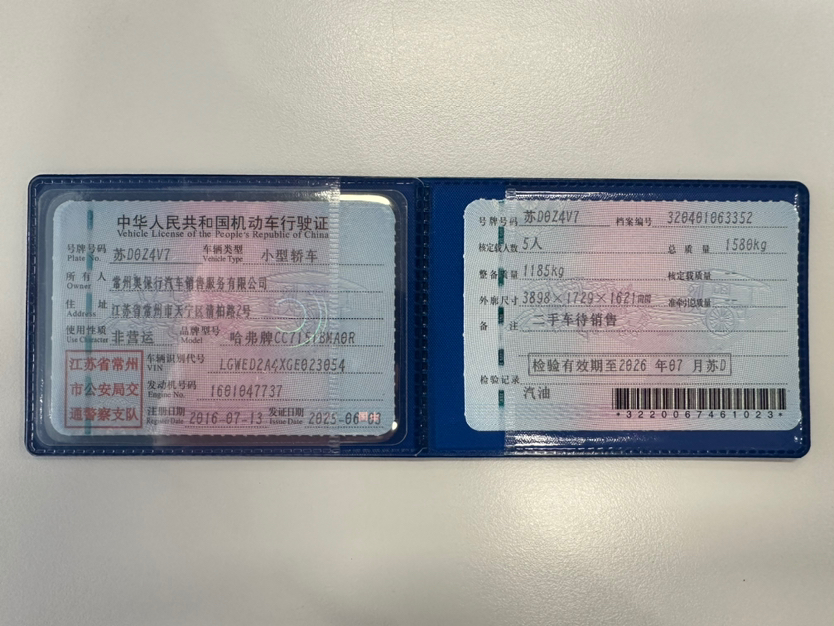 中华人民共和国机动车行驶证
Vehicle License of the People's Republic of China
号牌号码 苏D0Z4V7 车辆类型 小型轿车
Plate No. Vehicle Type
所有人 常州奥保行汽车销售服务有限公司
Owner
住址 江苏省常州市天宁区清柏路2号
Address
使用性质 非营运 品牌型号 哈弗牌CC7151BMA0R
Use Character Model
江苏省常州
市公安局交
通警察支队
车辆识别代号 LGWED2A4XGE023054
VIN
发动机号码 1601047737
Engine No.
注册日期 2016-07-13 发证日期
Register Date Issue Date
号牌号码 苏D0Z4V7 档案编号 320401063352
核定载人数 5人 总质量 1580kg
整备质量 1185kg 核定载质量 --
外廓尺寸 3898×1729×1621mm 准牵引总质量 --
备注 二手车待销售
检验有效期至2026 年07 月苏D
检验记录
汽油
*3220067461023*